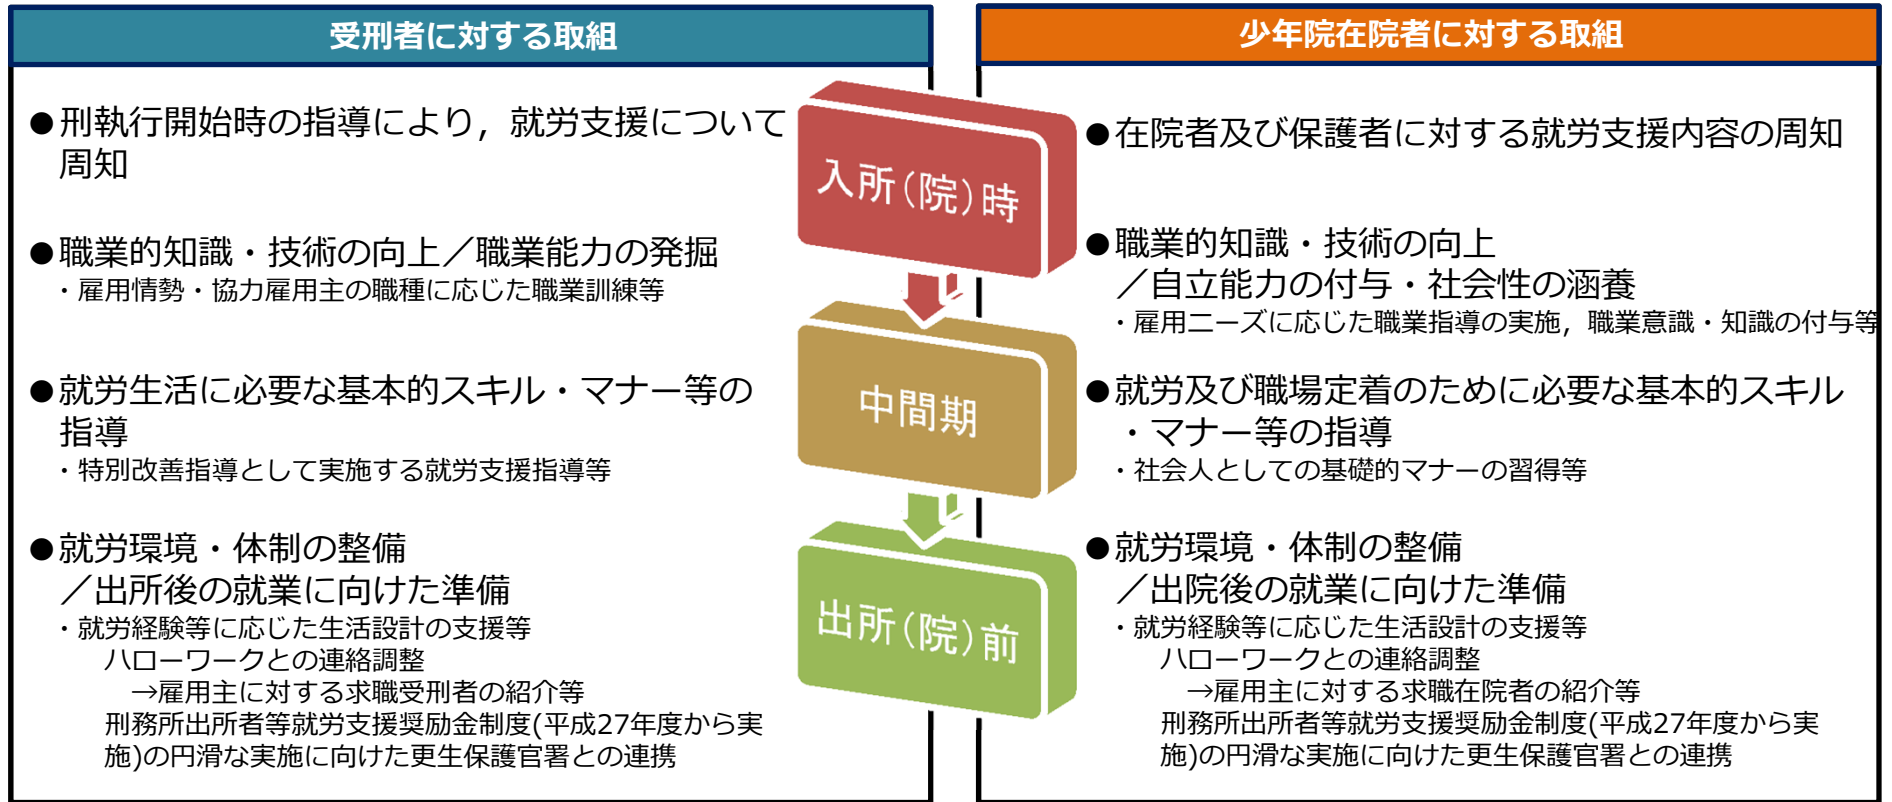 受刑者に対する取組
●刑執行開始時の指導により，就労支援について
周知
●職業的知識・技術の向上／職業能力の発掘
・雇用情勢・協力雇用主の職種に応じた職業訓練等
●就労生活に必要な基本的スキル・マナー等の
指導
・特別改善指導として実施する就労支援指導等
●就労環境・体制の整備
／出所後の就業に向けた準備
・就労経験等に応じた生活設計の支援等
ハローワークとの連絡調整
→雇用主に対する求職受刑者の紹介等
刑務所出所者等就労支援奨励金制度(平成27年度から実
施)の円滑な実施に向けた更生保護官署との連携
入所(院)時
中間期
出所(院)前
少年院在院者に対する取組
●在院者及び保護者に対する就労支援内容の周知
●職業的知識・技術の向上
／自立能力の付与・社会性の涵養
・雇用ニーズに応じた職業指導の実施，職業意識・知識の付与等
●就労及び職場定着のために必要な基本的スキル
・マナー等の指導
・社会人としての基礎的マナーの習得等
●就労環境・体制の整備
／出院後の就業に向けた準備
・就労経験等に応じた生活設計の支援等
ハローワークとの連絡調整
→雇用主に対する求職在院者の紹介等
刑務所出所者等就労支援奨励金制度(平成27年度から実
施)の円滑な実施に向けた更生保護官署との連携